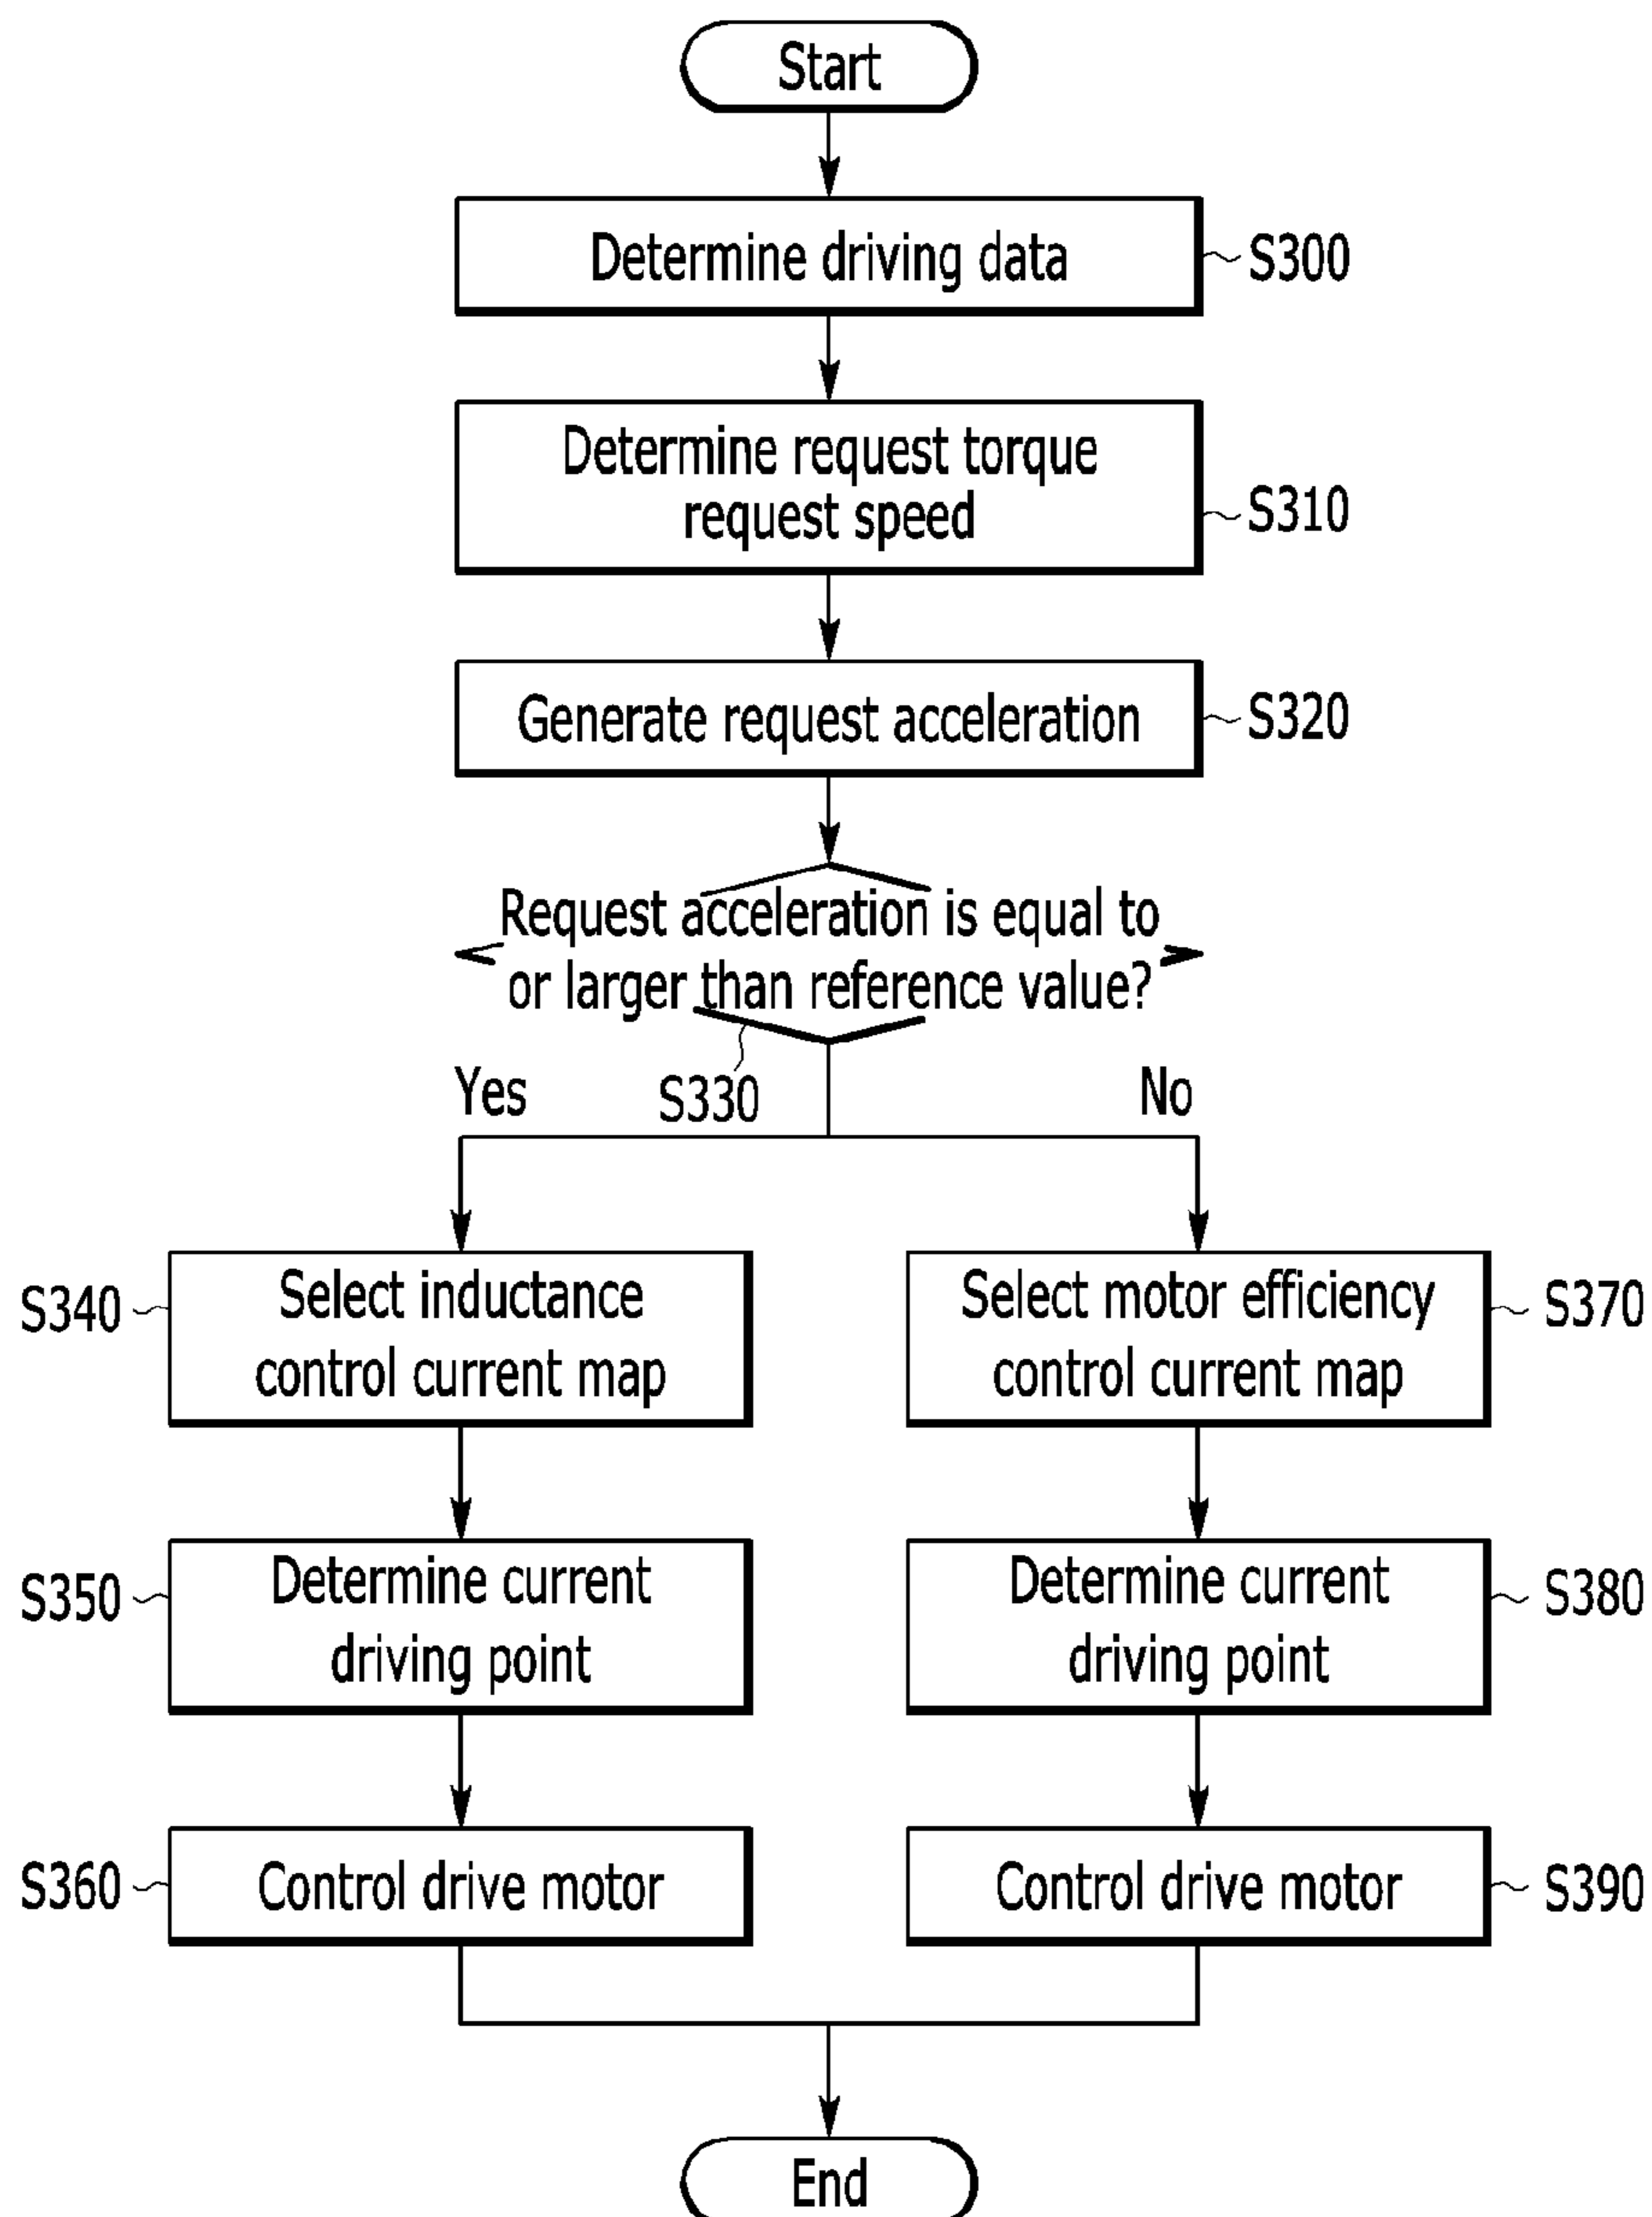 Start
Determine driving data
S300
Determine request torque
request speed
S310
Generate request acceleration
S320
Request acceleration is equal to
or larger than reference value?
S330
Yes
No
S340
Select inductance
control current map
Select motor efficiency
control current map
S370
S350
Determine current
driving point
Determine current
driving point
S380
S360
Control drive motor
Control drive motor
S390
End